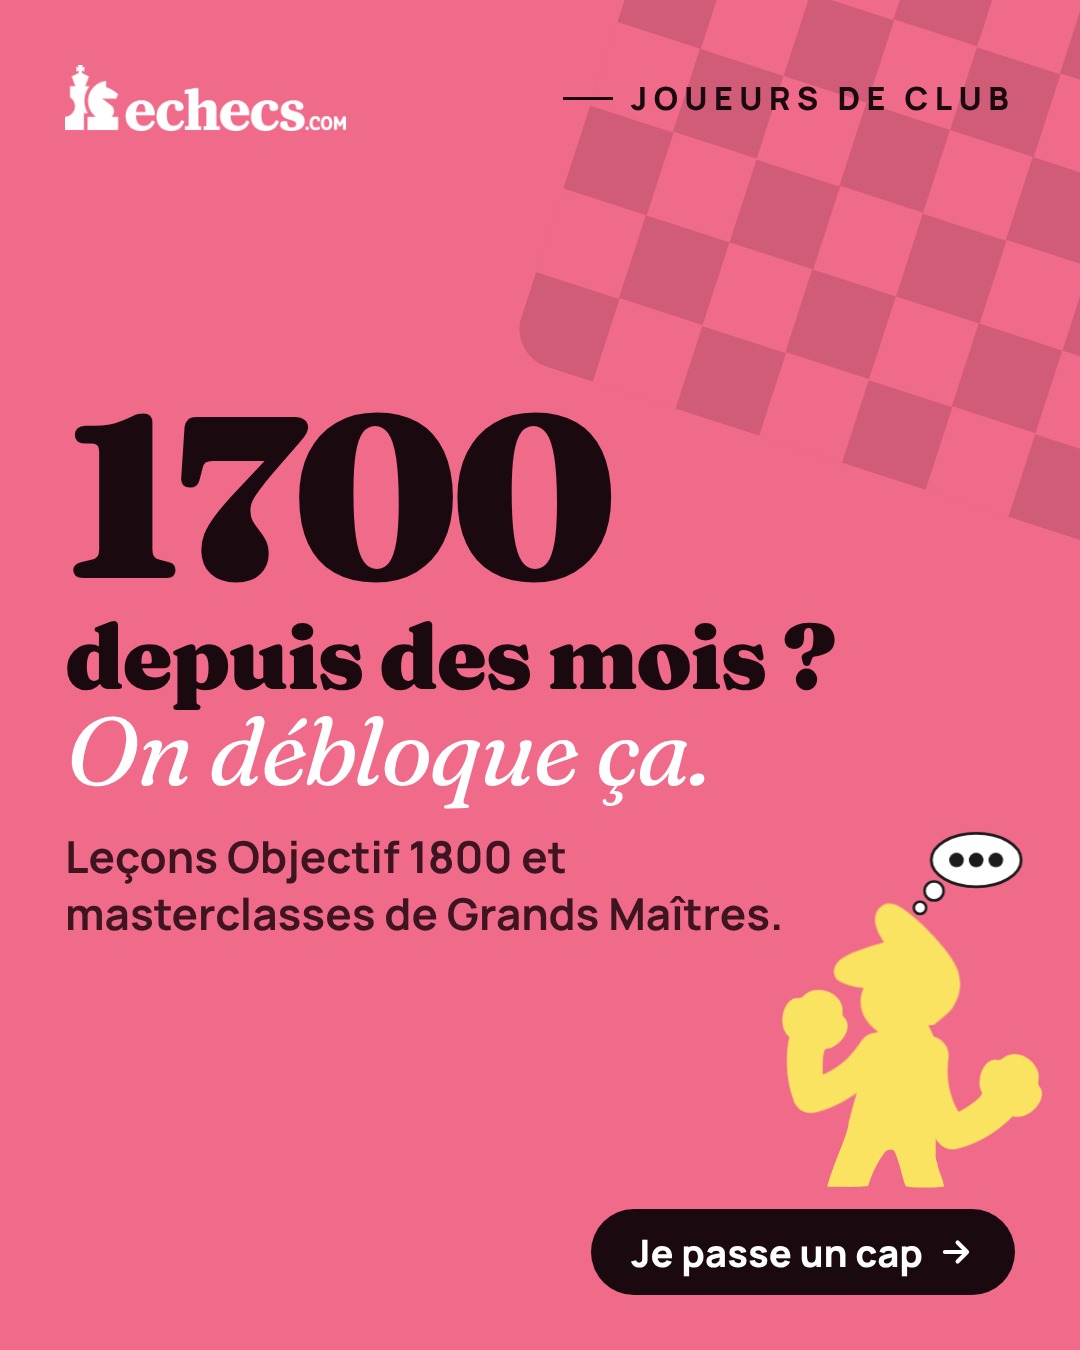 echecs.COM
JOUEURS DE CLUB
1700
depuis des mois ?
On débloque ça.
Leçons Objectif 1800 et
masterclasses de Grands Maîtres.
Je passe un cap →